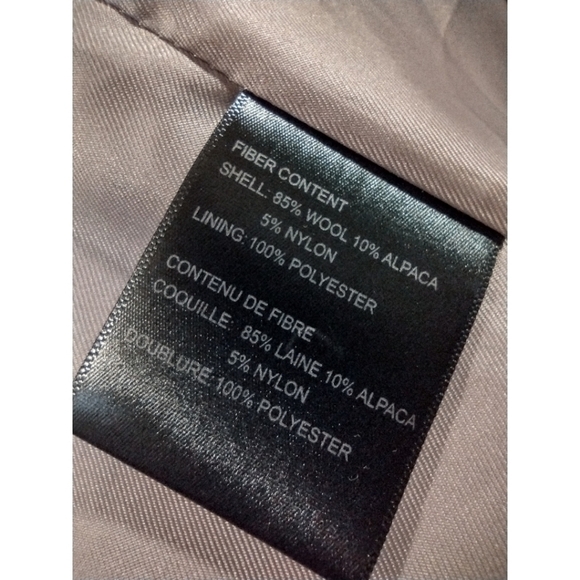 FIBER CONTENT
SHELL: 85% WOOL 10% ALPACA
5% NYLON
LINING: 100% POLYESTER
CONTENU DE FIBRE
COQUILLE: 85% LAINE 10% ALPACA
5% NYLON
DOUBLURE: 100% POLYESTER